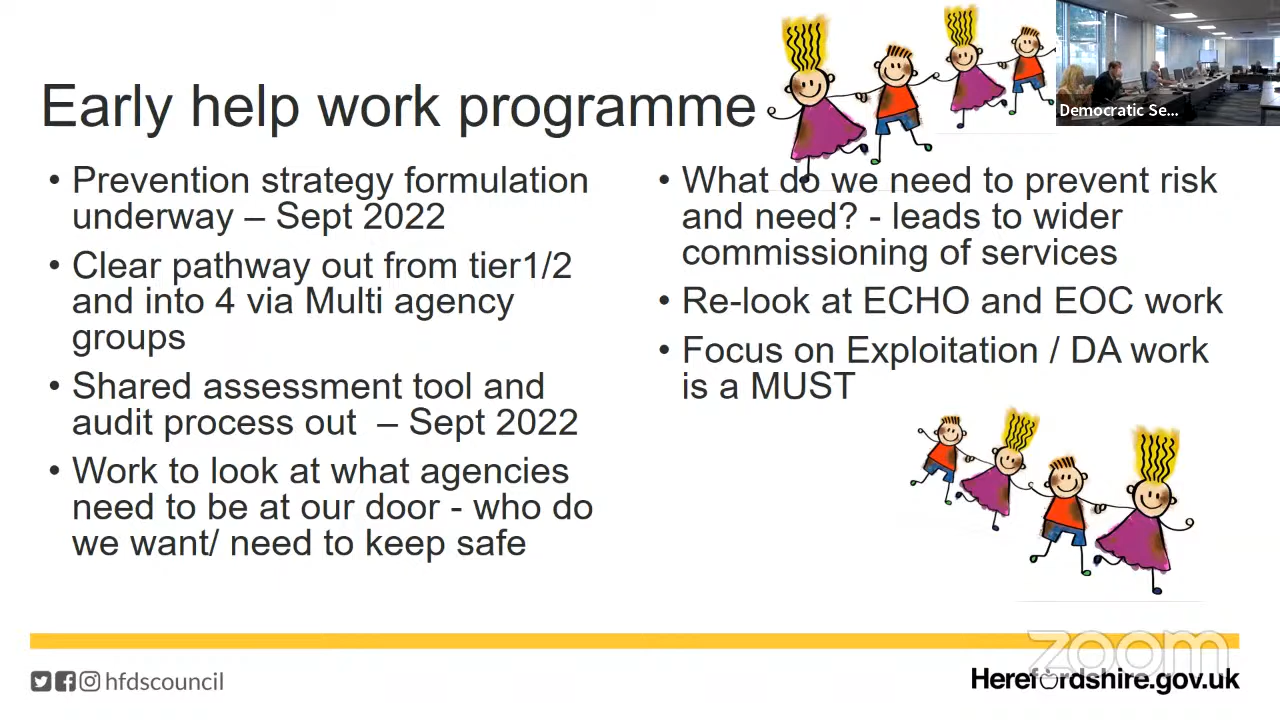 Early help work programme
• Prevention strategy formulation
underway – Sept 2022
• Clear pathway out from tier1/2
and into 4 via Multi agency
groups
• Shared assessment tool and
audit process out – Sept 2022
• Work to look at what agencies
need to be at our door - who do
we want/ need to keep safe
• What do we need to prevent risk
and need? - leads to wider
commissioning of services
• Re-look at ECHO and EOC work
• Focus on Exploitation / DA work
is a MUST
Democratic Se...
zoom
hfdscouncil
Herefordshire.gov.uk